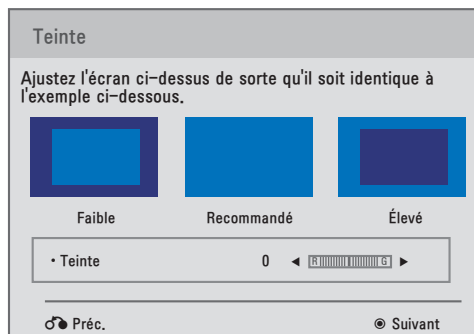 Teinte
Ajustez l'écran ci-dessus de sorte qu'il soit identique à
l'exemple ci-dessous.
Faible Recommandé Élevé
• Teinte 0 ◀ R G ▶
Préc. ◉ Suivant